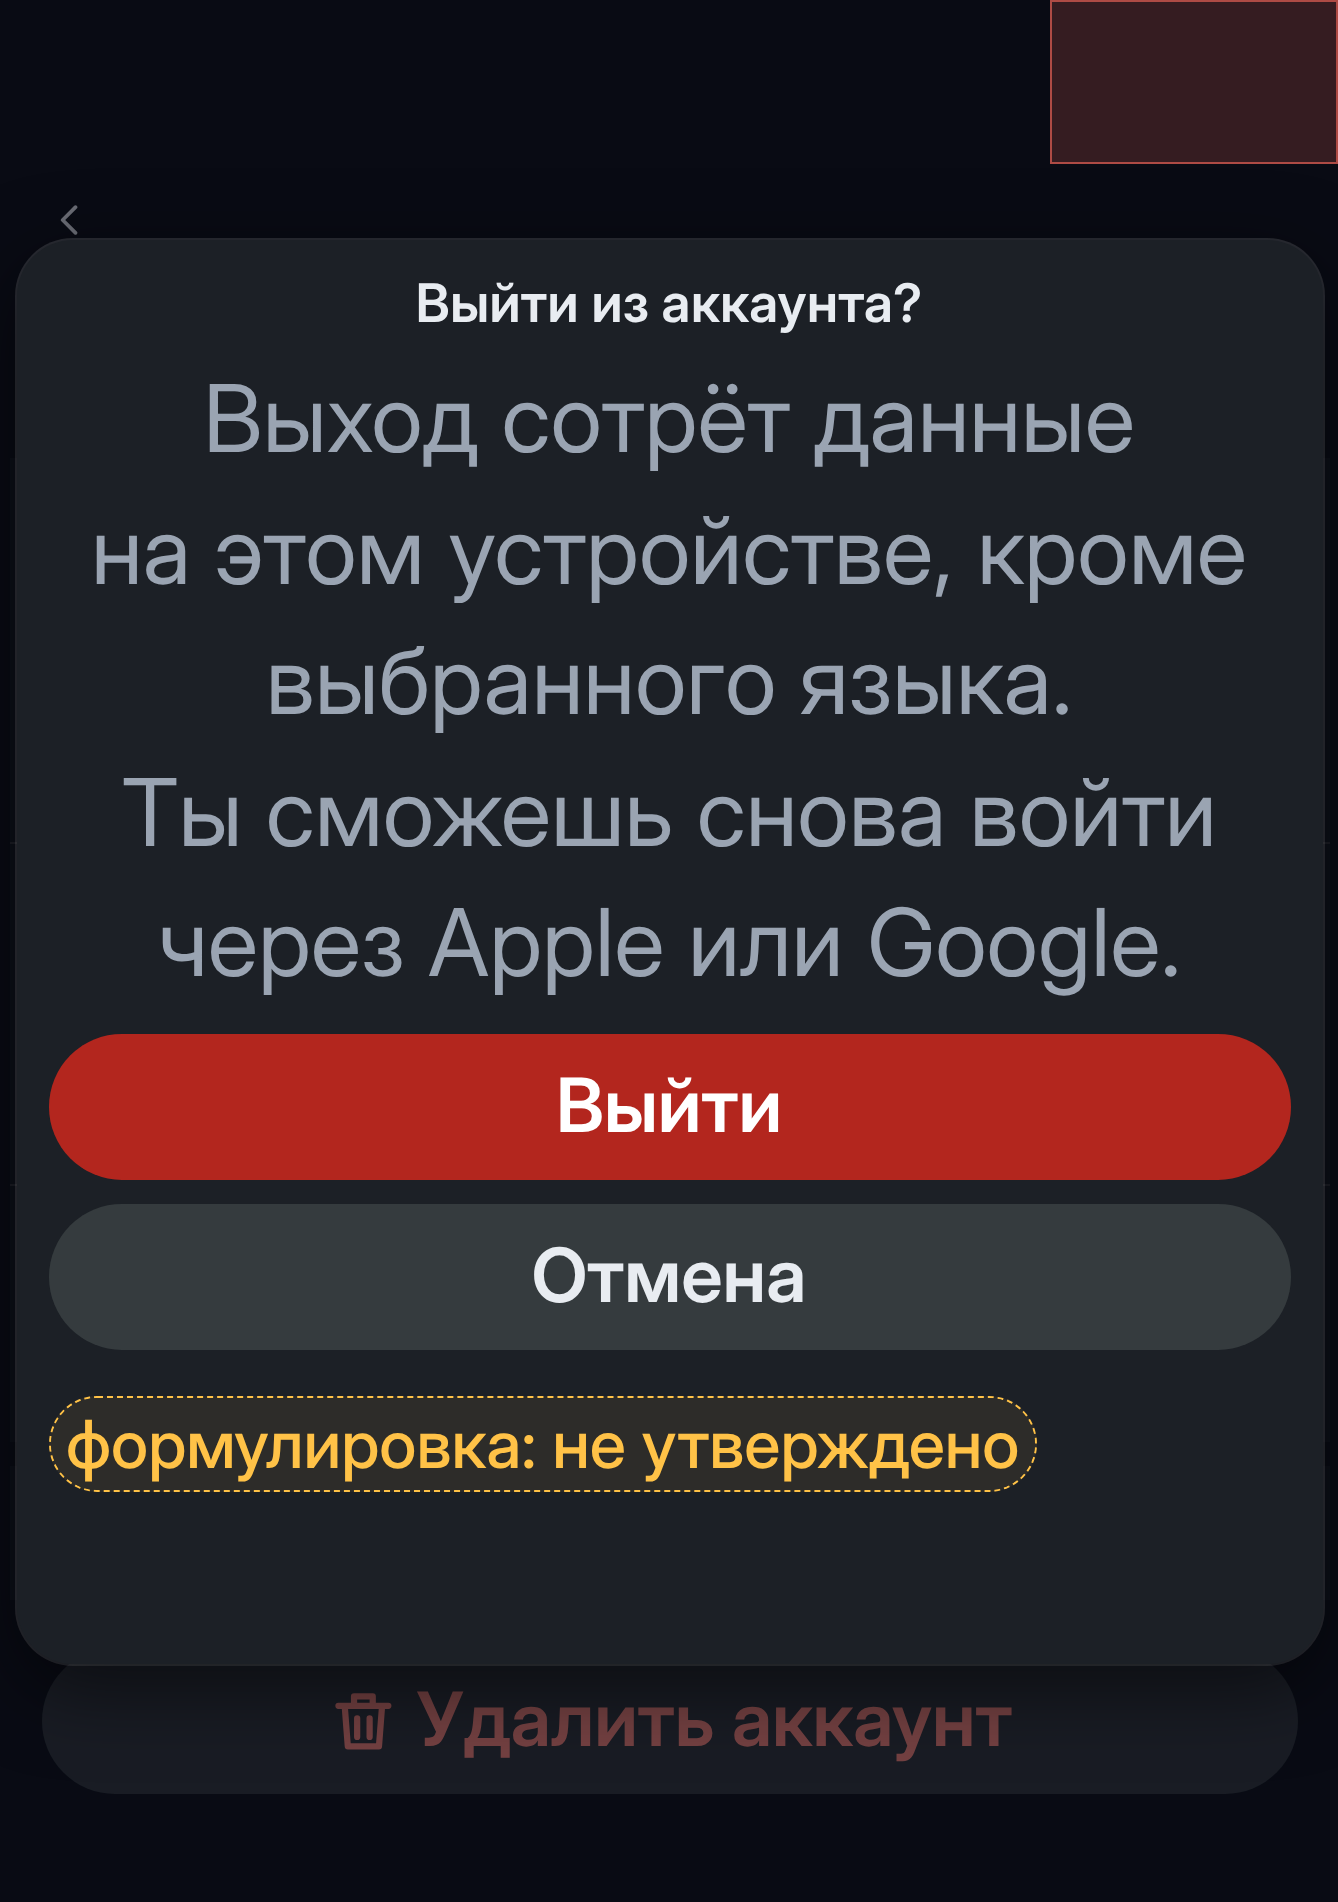 Выйти из аккаунта?
Выход сотрёт данные
на этом устройстве, кроме
выбранного языка.
Ты сможешь снова войти
через Apple или Google.
Выйти
Отмена
формулировка: не утверждено
Удалить аккаунт